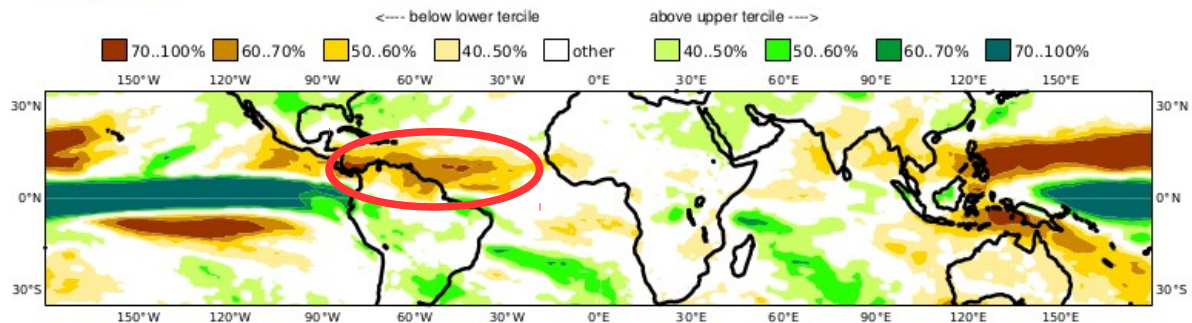 <---- below lower tercile above upper tercile ---->
70..100% 60..70% 50..60% 40..50% other 40..50% 50..60% 60..70% 70..100%
150°W 120°W 90°W 60°W 30°W 0°E 30°E 60°E 90°E 120°E 150°E
30°N 30°N
0°N 0°N
30°S 30°S
150°W 120°W 90°W 60°W 30°W 0°E 30°E 60°E 90°E 120°E 150°E